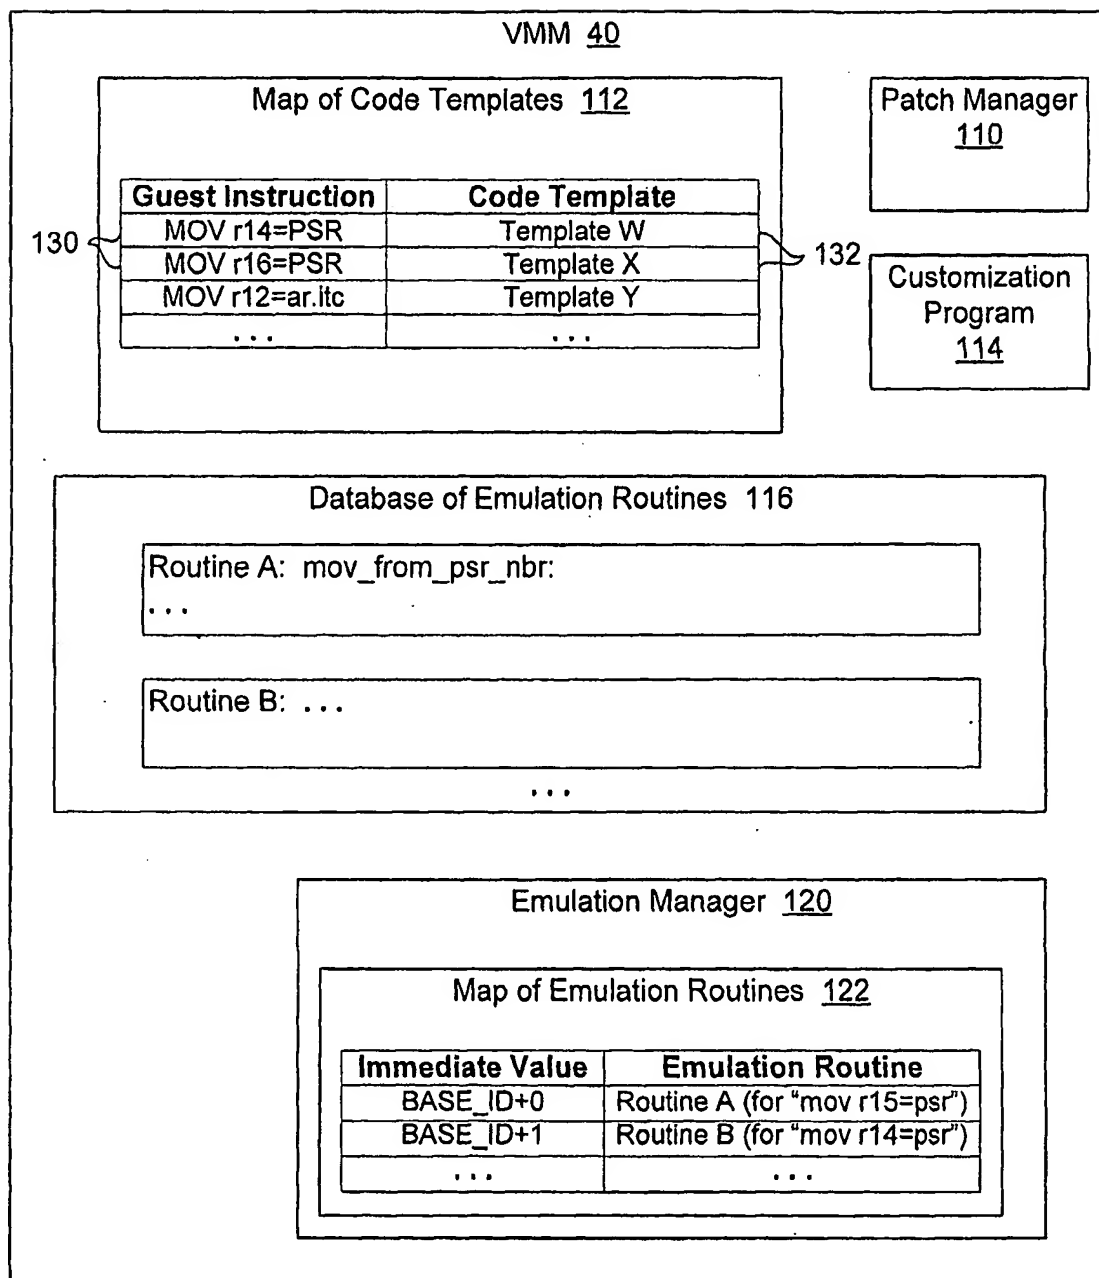 VMM 40
Map of Code Templates 112
Patch Manager
110
Guest Instruction Code Template
130 MOV r14=PSR Template W
MOV r16=PSR Template X 132
MOV r12=ar.itc Template Y
. . . . . .
Customization
Program
114
Database of Emulation Routines 116
Routine A: mov_from_psr_nbr:
. . .
Routine B: . . .
. . .
Emulation Manager 120
Map of Emulation Routines 122
Immediate Value Emulation Routine
BASE_ID+0 Routine A (for “mov r15=psr”)
BASE_ID+1 Routine B (for “mov r14=psr”)
. . . . . .